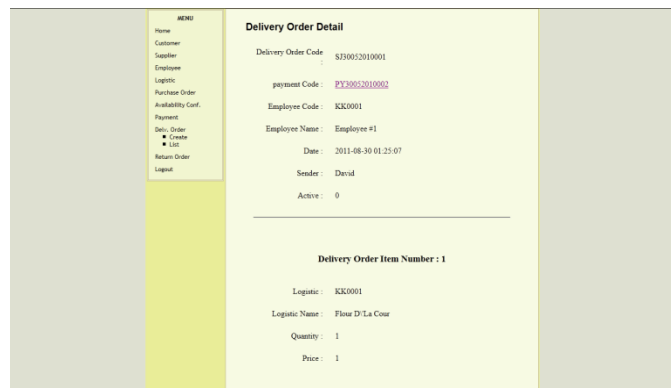 MENU
Home
Customer
Supplier
Employee
Logistic
Purchase Order
Availability Conf.
Payment
Delv. Order
Create
List
Return Order
Logout
Delivery Order Detail
Delivery Order Code
: SJ30052010001
payment Code : PY30052010002
Employee Code : KK0001
Employee Name : Employee #1
Date : 2011-08-30 01:25:07
Sender : David
Active : 0
Delivery Order Item Number : 1
Logistic : KK0001
Logistic Name : Flour D\'La Cour
Quantity : 1
Price : 1